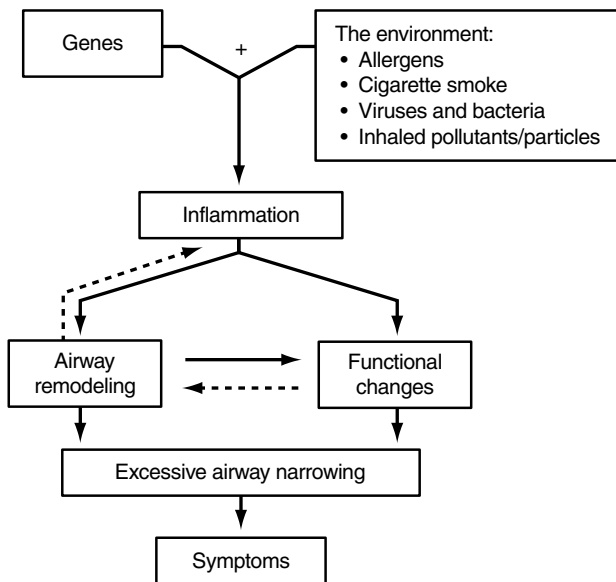 Genes
+
The environment:
• Allergens
• Cigarette smoke
• Viruses and bacteria
• Inhaled pollutants/particles
Inflammation
Airway
remodeling
Functional
changes
Excessive airway narrowing
Symptoms